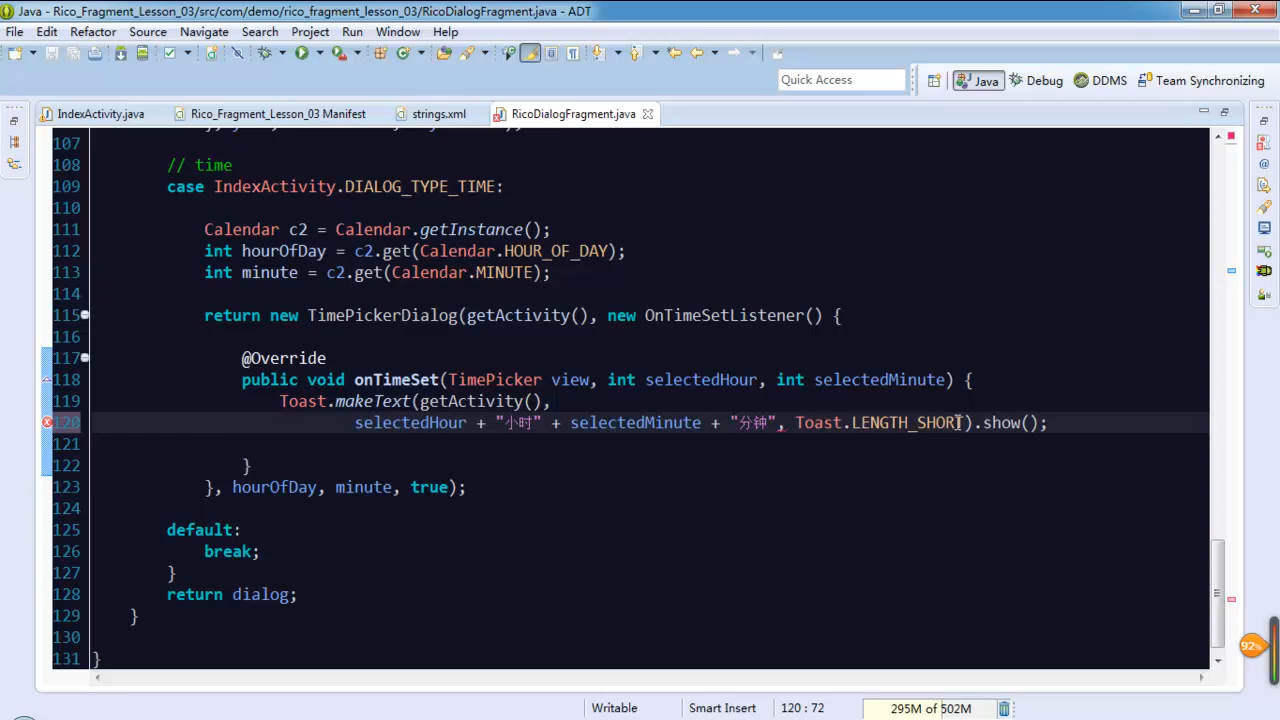 Java - Rico_Fragment_Lesson_03/src/com/demo/rico_fragment_lesson_03/RicoDialogFragment.java - ADT
File Edit Refactor Source Navigate Search Project Run Window Help
Quick Access
Java Debug DDMS Team Synchronizing
IndexActivity.java Rico_Fragment_Lesson_03 Manifest strings.xml RicoDialogFragment.java
107
108 // time
109 case IndexActivity.DIALOG_TYPE_TIME:
110
111 Calendar c2 = Calendar.getInstance();
112 int hourOfDay = c2.get(Calendar.HOUR_OF_DAY);
113 int minute = c2.get(Calendar.MINUTE);
114
115 return new TimePickerDialog(getActivity(), new OnTimeSetListener() {
116
117 @Override
118 public void onTimeSet(TimePicker view, int selectedHour, int selectedMinute) {
119 Toast.makeText(getActivity(),
120 selectedHour + "小时" + selectedMinute + "分钟", Toast.LENGTH_SHORT).show();
121
122 }
123 }, hourOfDay, minute, true);
124
125 default:
126 break;
127 }
128 return dialog;
129 }
130
131 }
92%
Writable Smart Insert 120 : 72 295M of 502M